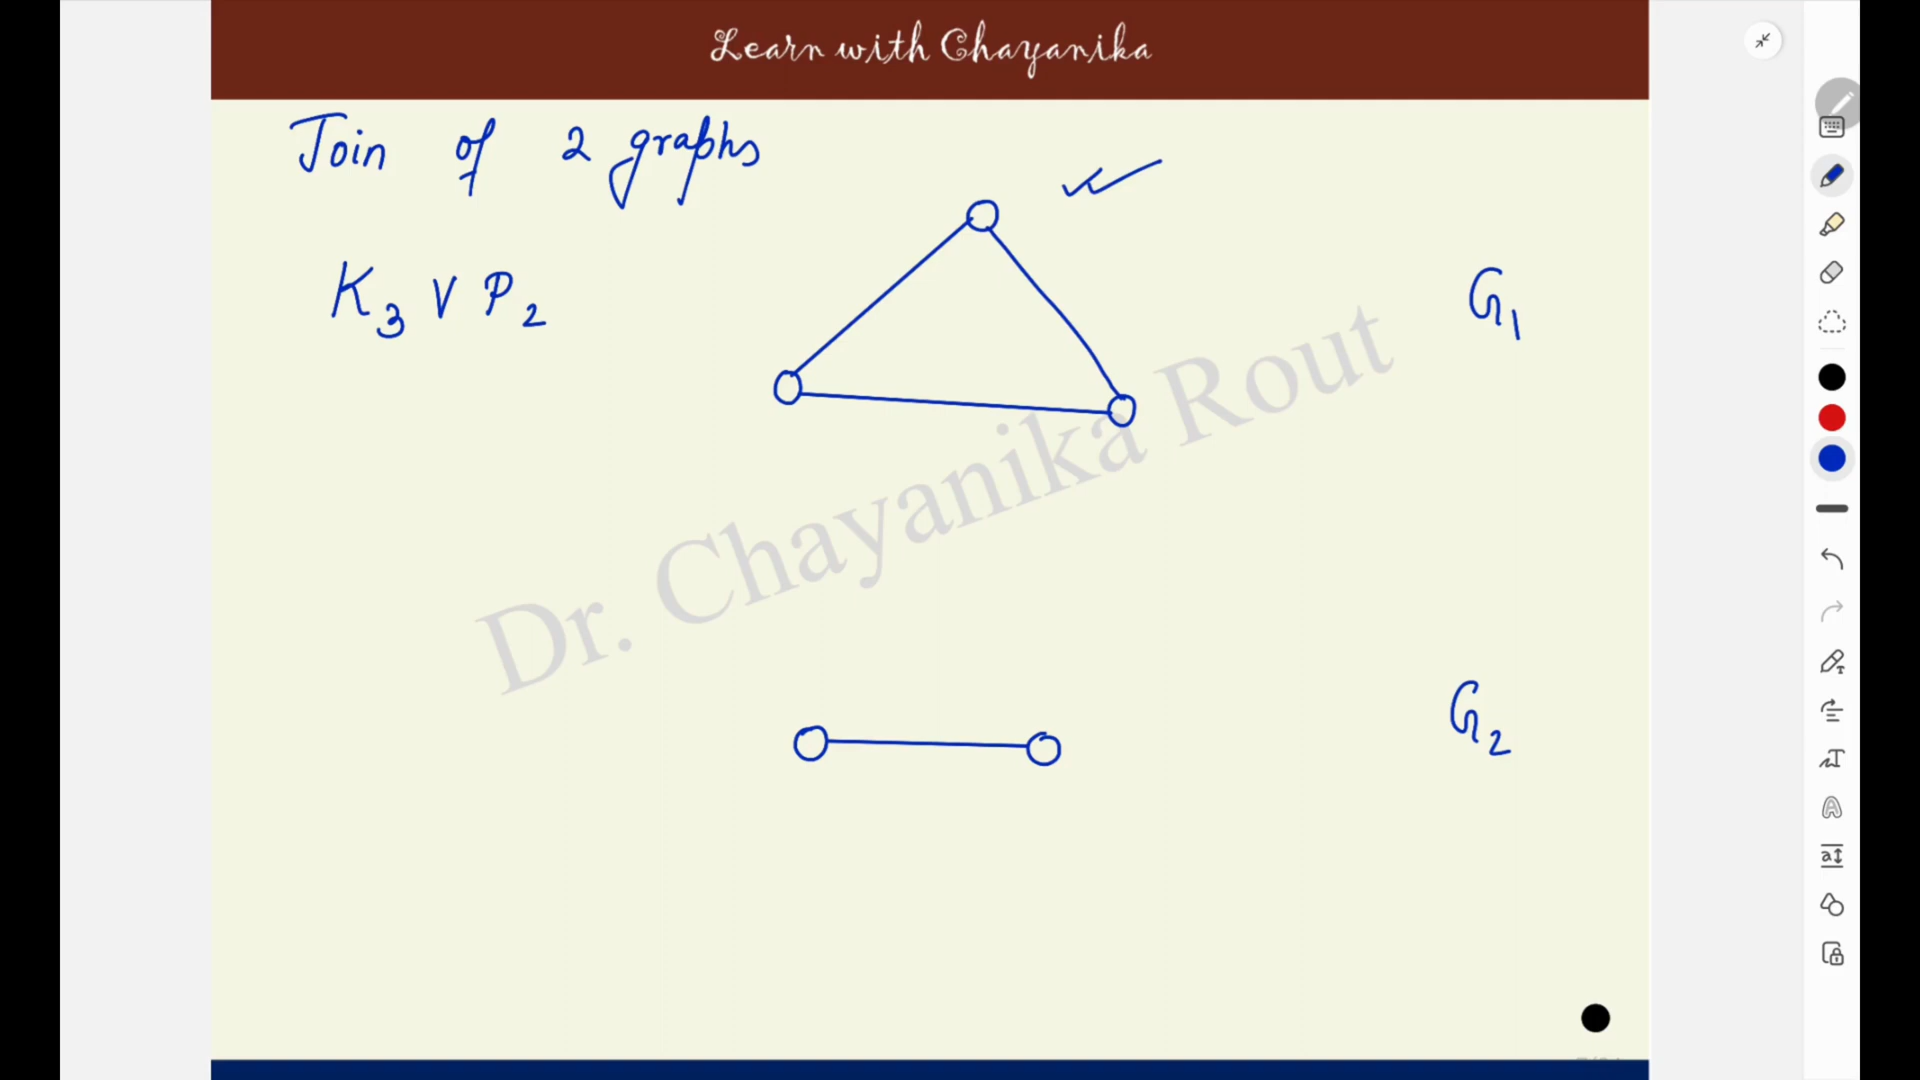 Learn with Chayanika
Join of 2 graphs
K₃ ∨ P₂
G₁
Dr. Chayanika Rout
G₂